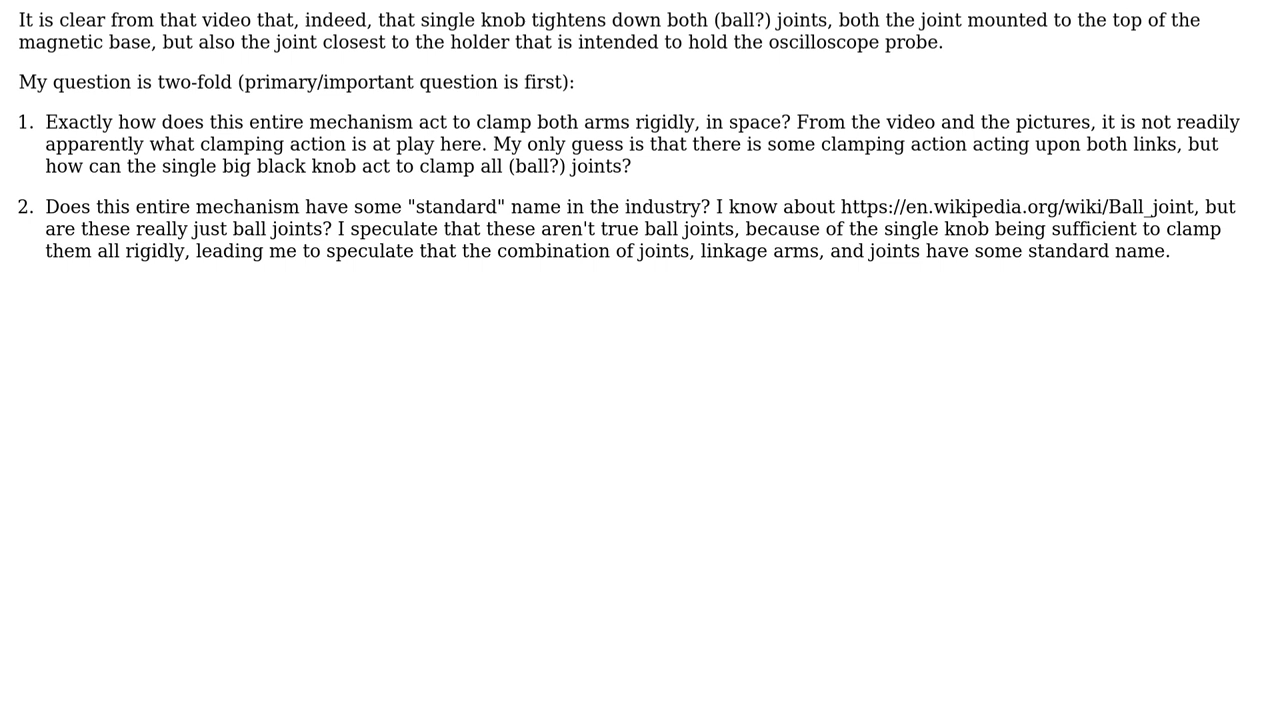 It is clear from that video that, indeed, that single knob tightens down both (ball?) joints, both the joint mounted to the top of the
magnetic base, but also the joint closest to the holder that is intended to hold the oscilloscope probe.
My question is two-fold (primary/important question is first):
1. Exactly how does this entire mechanism act to clamp both arms rigidly, in space? From the video and the pictures, it is not readily
apparently what clamping action is at play here. My only guess is that there is some clamping action acting upon both links, but
how can the single big black knob act to clamp all (ball?) joints?
2. Does this entire mechanism have some "standard" name in the industry? I know about https://en.wikipedia.org/wiki/Ball_joint, but
are these really just ball joints? I speculate that these aren't true ball joints, because of the single knob being sufficient to clamp
them all rigidly, leading me to speculate that the combination of joints, linkage arms, and joints have some standard name.